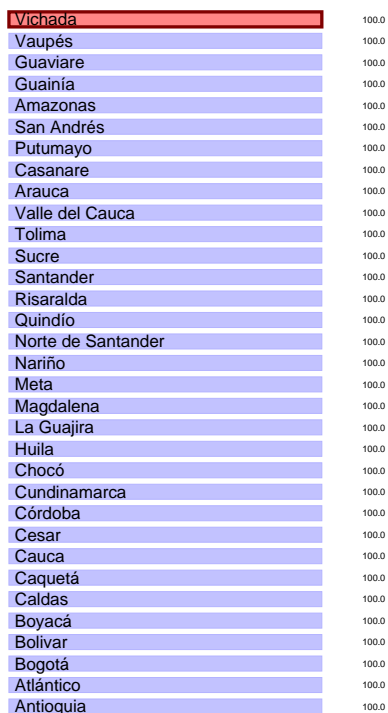 Vichada 100.0
Vaupés 100.0
Guaviare 100.0
Guainía 100.0
Amazonas 100.0
San Andrés 100.0
Putumayo 100.0
Casanare 100.0
Arauca 100.0
Valle del Cauca 100.0
Tolima 100.0
Sucre 100.0
Santander 100.0
Risaralda 100.0
Quindío 100.0
Norte de Santander 100.0
Nariño 100.0
Meta 100.0
Magdalena 100.0
La Guajira 100.0
Huila 100.0
Chocó 100.0
Cundinamarca 100.0
Córdoba 100.0
Cesar 100.0
Cauca 100.0
Caquetá 100.0
Caldas 100.0
Boyacá 100.0
Bolivar 100.0
Bogotá 100.0
Atlántico 100.0
Antioquia 100.0